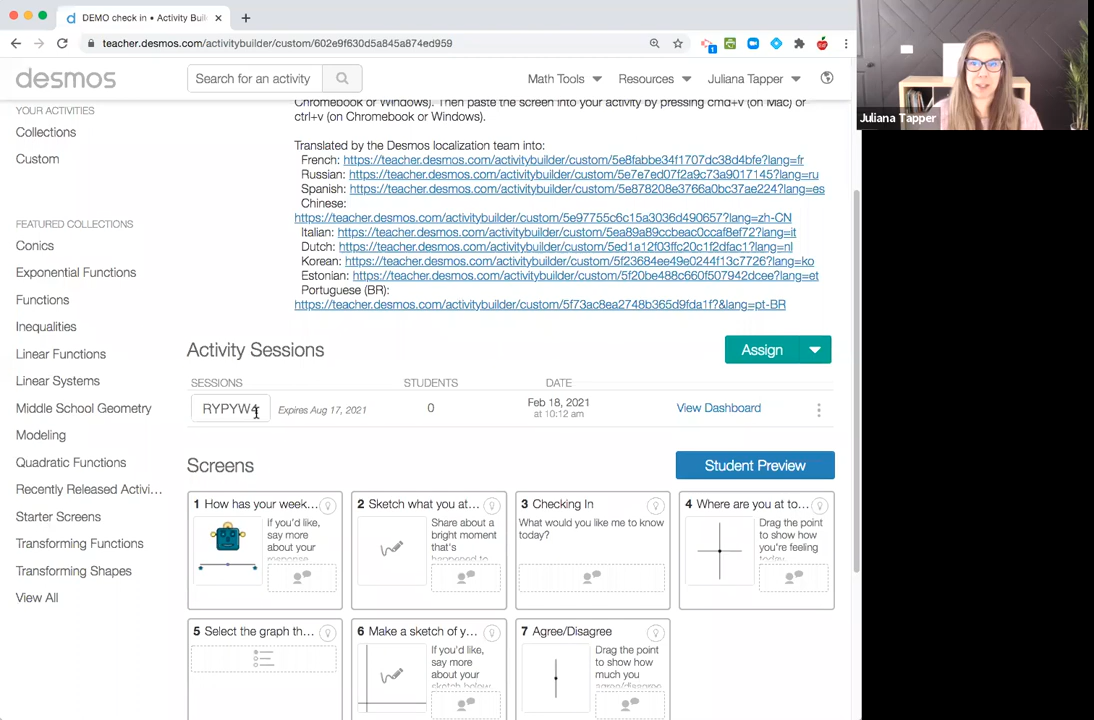 DEMO check in • Activity Buil
teacher.desmos.com/activitybuilder/custom/602e9f630d5a845a874ed959
desmos
Search for an activity
Math Tools
Resources
Juliana Tapper
Juliana Tapper
YOUR ACTIVITIES
Collections
Custom
FEATURED COLLECTIONS
Conics
Exponential Functions
Functions
Inequalities
Linear Functions
Linear Systems
Middle School Geometry
Modeling
Quadratic Functions
Recently Released Activi...
Starter Screens
Transforming Functions
Transforming Shapes
View All
Chromebook or Windows). Then paste the screen into your activity by pressing cmd+v (on Mac) or
ctrl+v (on Chromebook or Windows).
Translated by the Desmos localization team into:
French: https://teacher.desmos.com/activitybuilder/custom/5e8fabbe34f1707dc38d4bfe?lang=fr
Russian: https://teacher.desmos.com/activitybuilder/custom/5e7e7ed07f2a9c73a9017145?lang=ru
Spanish: https://teacher.desmos.com/activitybuilder/custom/5e878208e3766a0bc37ae224?lang=es
Chinese:
https://teacher.desmos.com/activitybuilder/custom/5e97755c6c15a3036d490657?lang=zh-CN
Italian: https://teacher.desmos.com/activitybuilder/custom/5ea89a89ccbeac0ccaf8ef72?lang=it
Dutch: https://teacher.desmos.com/activitybuilder/custom/5ed1a12f03ffc20c1f2dfac1?lang=nl
Korean: https://teacher.desmos.com/activitybuilder/custom/5f23684ee49e0244f13c7726?lang=ko
Estonian: https://teacher.desmos.com/activitybuilder/custom/5f20be488c660f507942dcee?lang=et
Portuguese (BR):
https://teacher.desmos.com/activitybuilder/custom/5f73ac8ea2748b365d9fda1f?&lang=pt-BR
Activity Sessions
Assign
SESSIONS STUDENTS DATE
RYPYW4 Expires Aug 17, 2021 0 Feb 18, 2021 View Dashboard
at 10:12 am
Screens
Student Preview
1 How has your week...
If you'd like,
say more
about your
response
2 Sketch what you at...
Share about a
bright moment
that's
happened to
3 Checking In
What would you like me to know
today?
4 Where are you at to...
Drag the point
to show how
you're feeling
today
5 Select the graph th...
6 Make a sketch of y...
If you'd like,
say more
about your
sketch below
7 Agree/Disagree
Drag the point
to show how
much you
agree/disagree